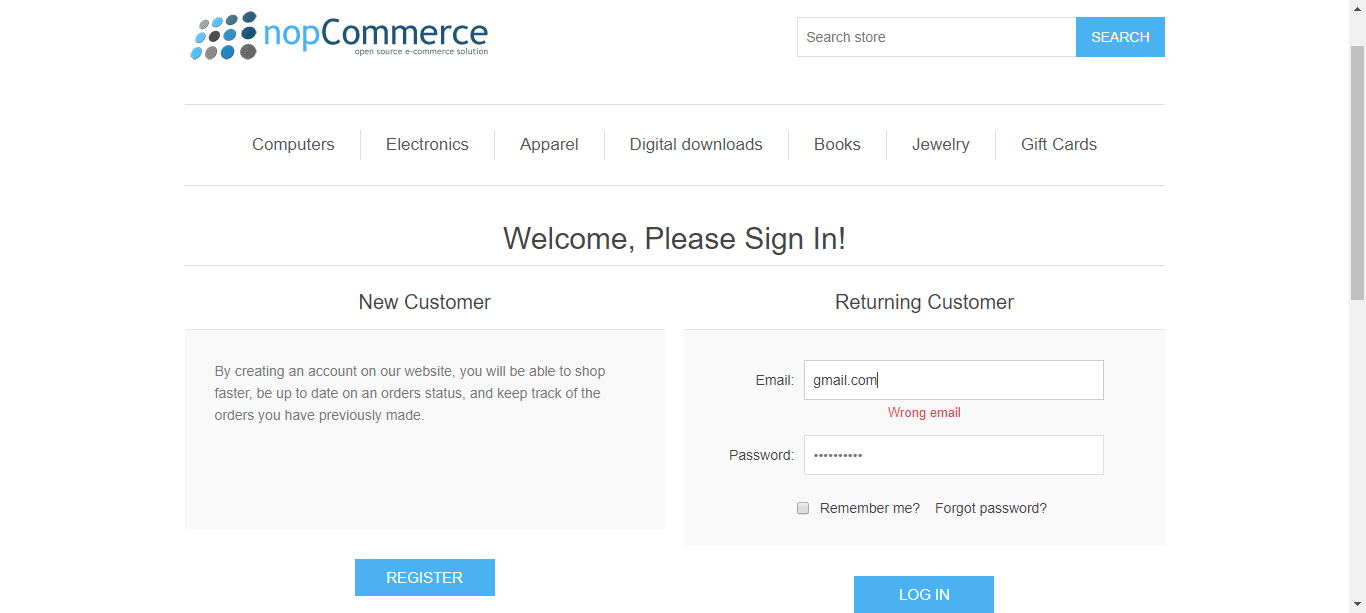 nopCommerce
open source e-commerce solution
Search store
SEARCH
Computers
Electronics
Apparel
Digital downloads
Books
Jewelry
Gift Cards
Welcome, Please Sign In!
New Customer
By creating an account on our website, you will be able to shop
faster, be up to date on an orders status, and keep track of the
orders you have previously made.
REGISTER
Returning Customer
Email: gmail.com
Wrong email
Password: ••••••••••
Remember me? Forgot password?
LOG IN